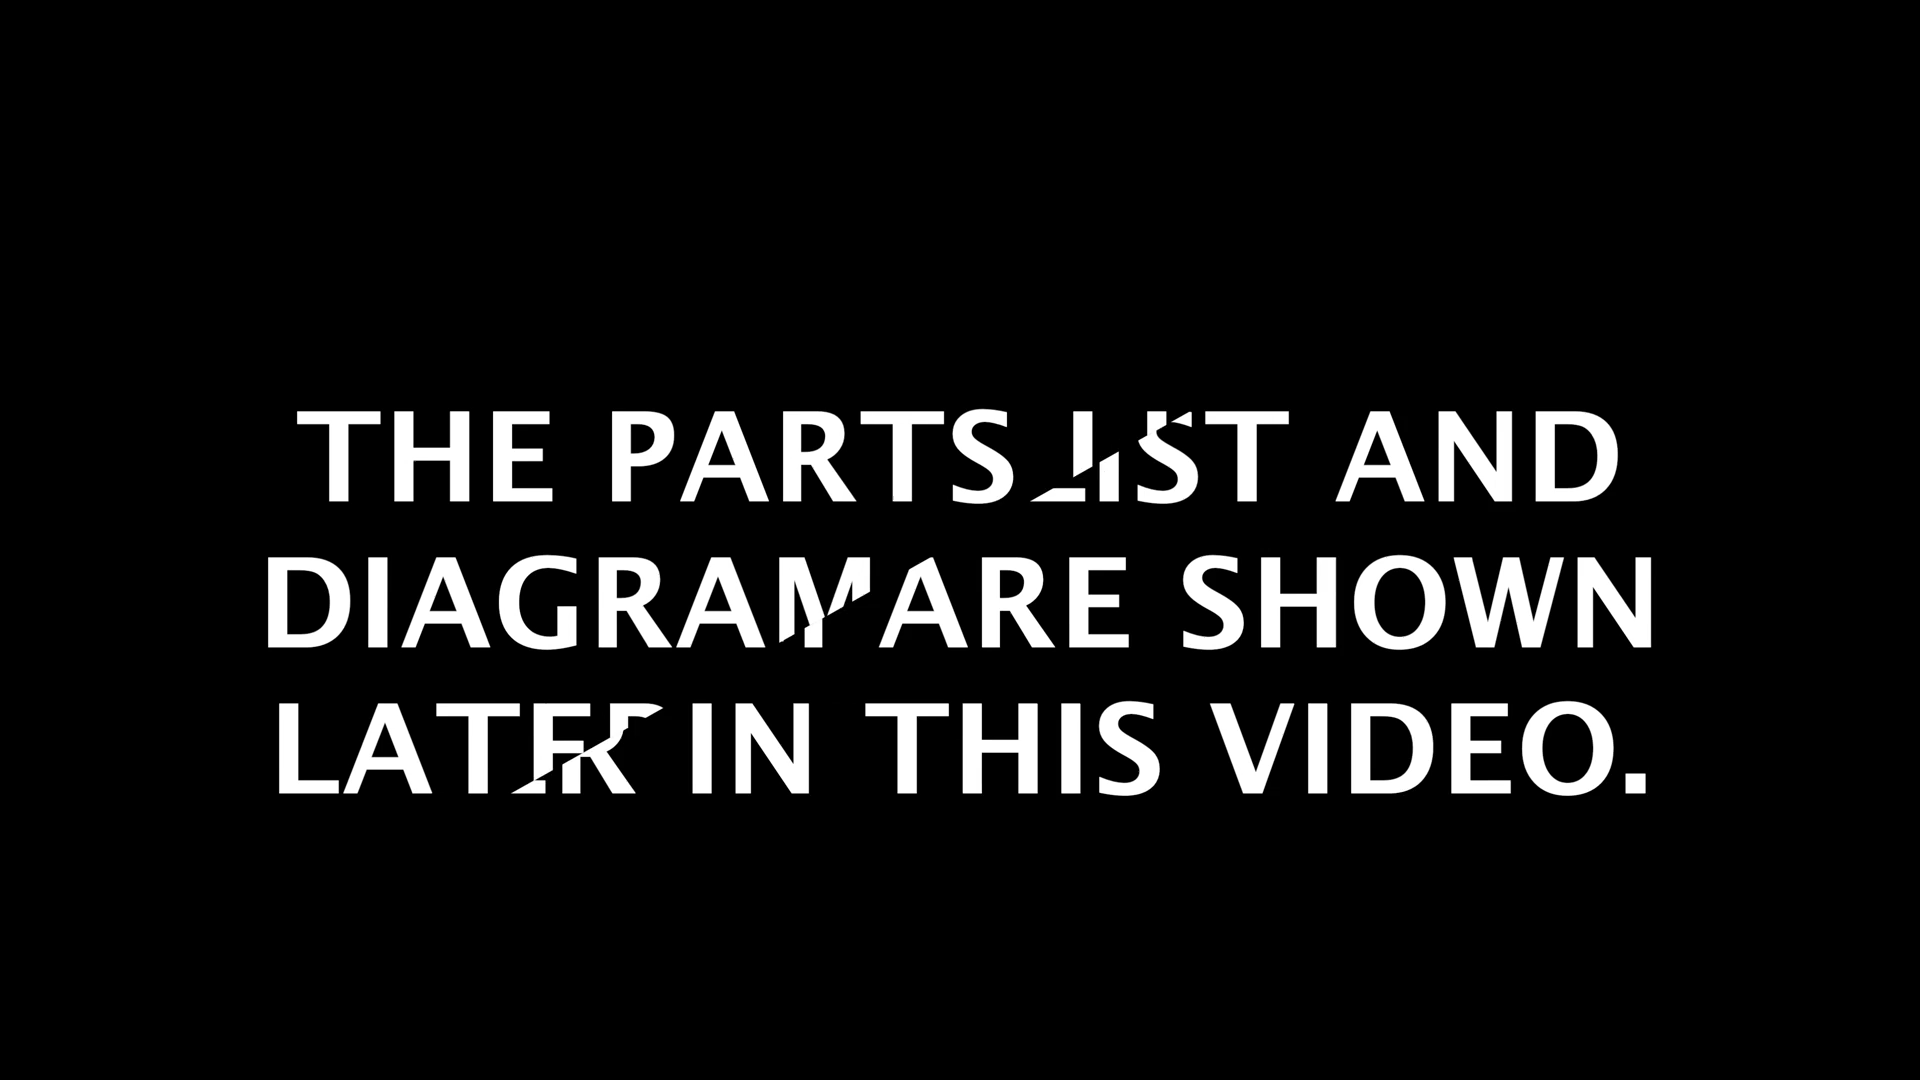 THE PARTS LIST AND
DIAGRAM ARE SHOWN
LATER IN THIS VIDEO.